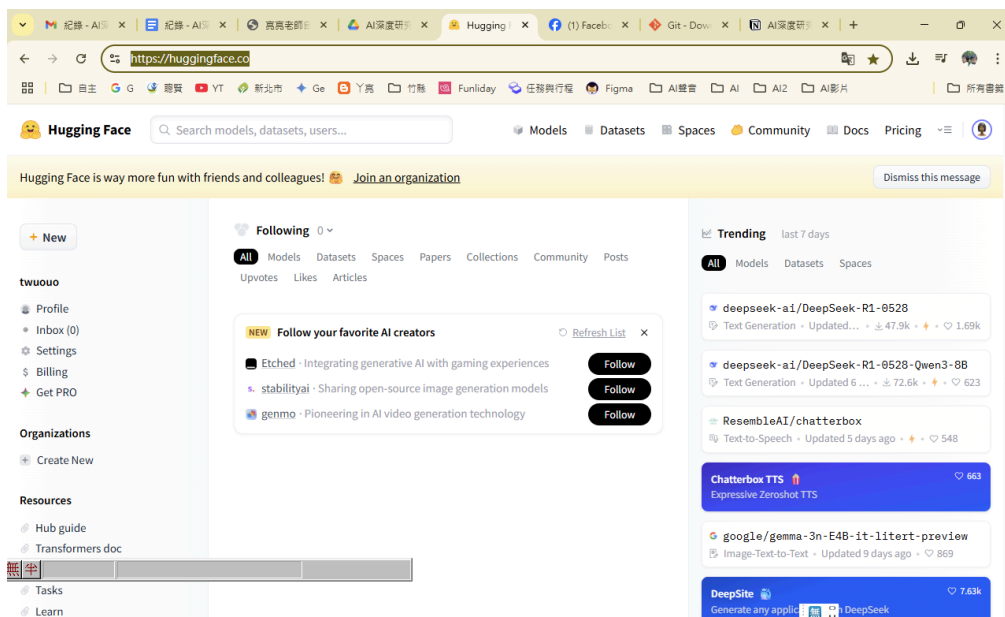 紀錄 - AI深
紀錄 - AI深
亮亮老師
AI深度研究
Hugging F
(1) Facebo
Git - Dow
AI深度研究
https://huggingface.co
自主
G
聰賢
YT
新北市
Ge
丫亮
竹縣
Funliday
任務與行程
Figma
AI聲音
AI
AI2
AI影片
所有書籤
Hugging Face
Search models, datasets, users...
Models
Datasets
Spaces
Community
Docs
Pricing
Hugging Face is way more fun with friends and colleagues! 🤗 Join an organization
Dismiss this message
+ New
twuouo
Profile
Inbox (0)
Settings
$ Billing
Get PRO
Organizations
+ Create New
Resources
Hub guide
Transformers doc
無 半
Tasks
Learn
Following 0
All Models Datasets Spaces Papers Collections Community Posts
Upvotes Likes Articles
NEW Follow your favorite AI creators
Refresh List
Etched · Integrating generative AI with gaming experiences
Follow
s. stabilityai · Sharing open-source image generation models
Follow
genmo · Pioneering in AI video generation technology
Follow
Trending last 7 days
All Models Datasets Spaces
deepseek-ai/DeepSeek-R1-0528
Text Generation • Updated... • 47.9k • 1.69k
deepseek-ai/DeepSeek-R1-0528-Qwen3-8B
Text Generation • Updated 6 ... • 72.6k • 623
ResembleAI/chatterbox
Text-to-Speech • Updated 5 days ago • 548
Chatterbox TTS
663
Expressive Zeroshot TTS
google/gemma-3n-E4B-it-litert-preview
Image-Text-to-Text • Updated 9 days ago • 869
DeepSite
7.63k
Generate any applic
無
DeepSeek